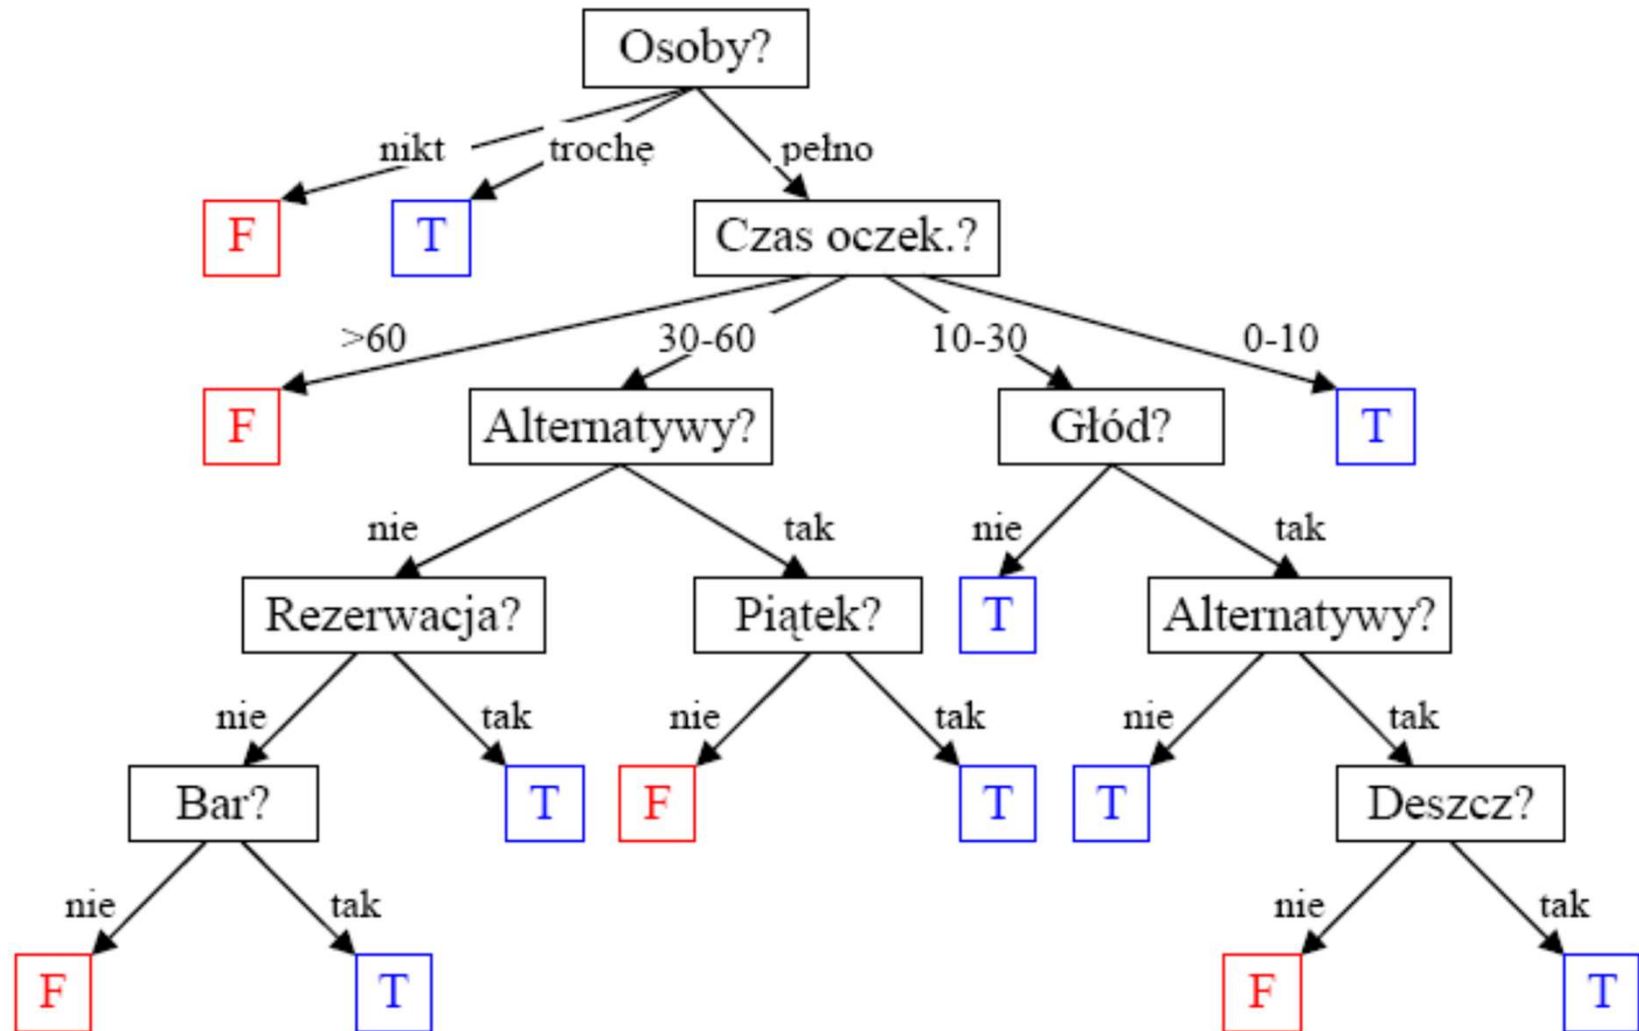 Osoby?
nikt trochę pełno
F T Czas oczek.?
>60 30-60 10-30 0-10
F Alternatywy? Głód? T
nie tak nie tak
Rezerwacja? Piątek? T Alternatywy?
nie tak nie tak nie tak
Bar? T F T T Deszcz?
nie tak nie tak
F T F T